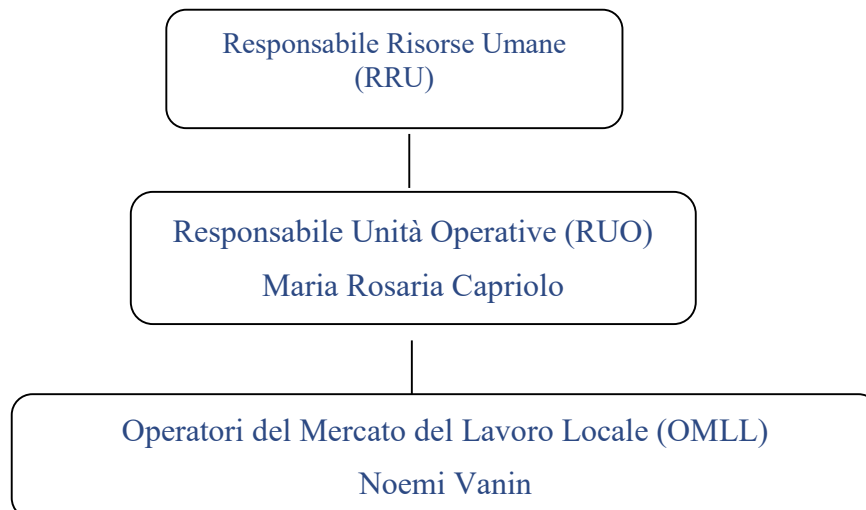 Responsabile Risorse Umane
(RRU)
Responsabile Unità Operative (RUO)
Maria Rosaria Capriolo
Operatori del Mercato del Lavoro Locale (OMLL)
Noemi Vanin